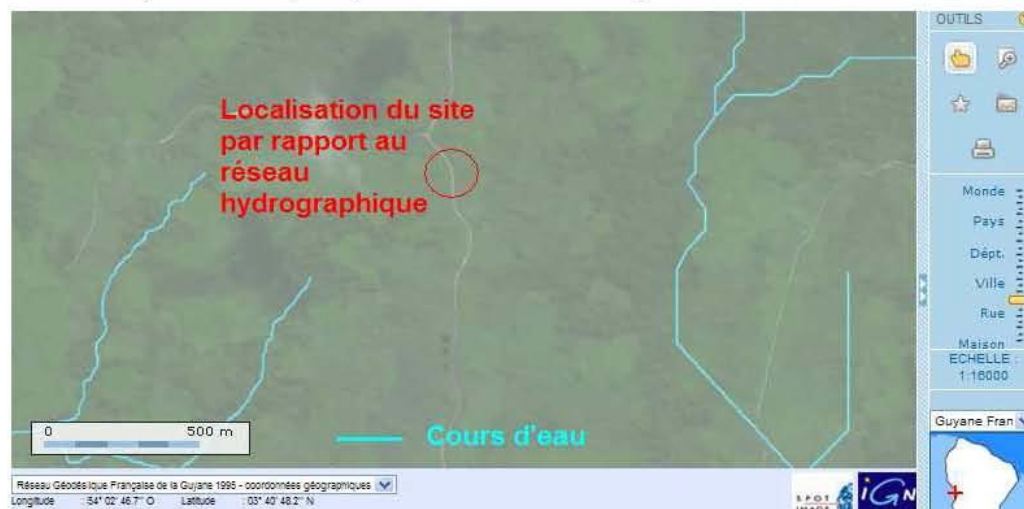 OUTILS
Localisation du site
par rapport au
réseau
hydrographique
Monde
Pays
Dépt.
Ville
Rue
Maison
ECHELLE :
1:16000
0 500 m
Cours d'eau
Guyane Fran
Réseau Géodésique Française de la Guyane 1995 - coordonnées géographiques
Longitude : 54° 02' 46.7'' O Latitude : 03° 40' 48.2'' N
SPOT
IMAGE
iGN